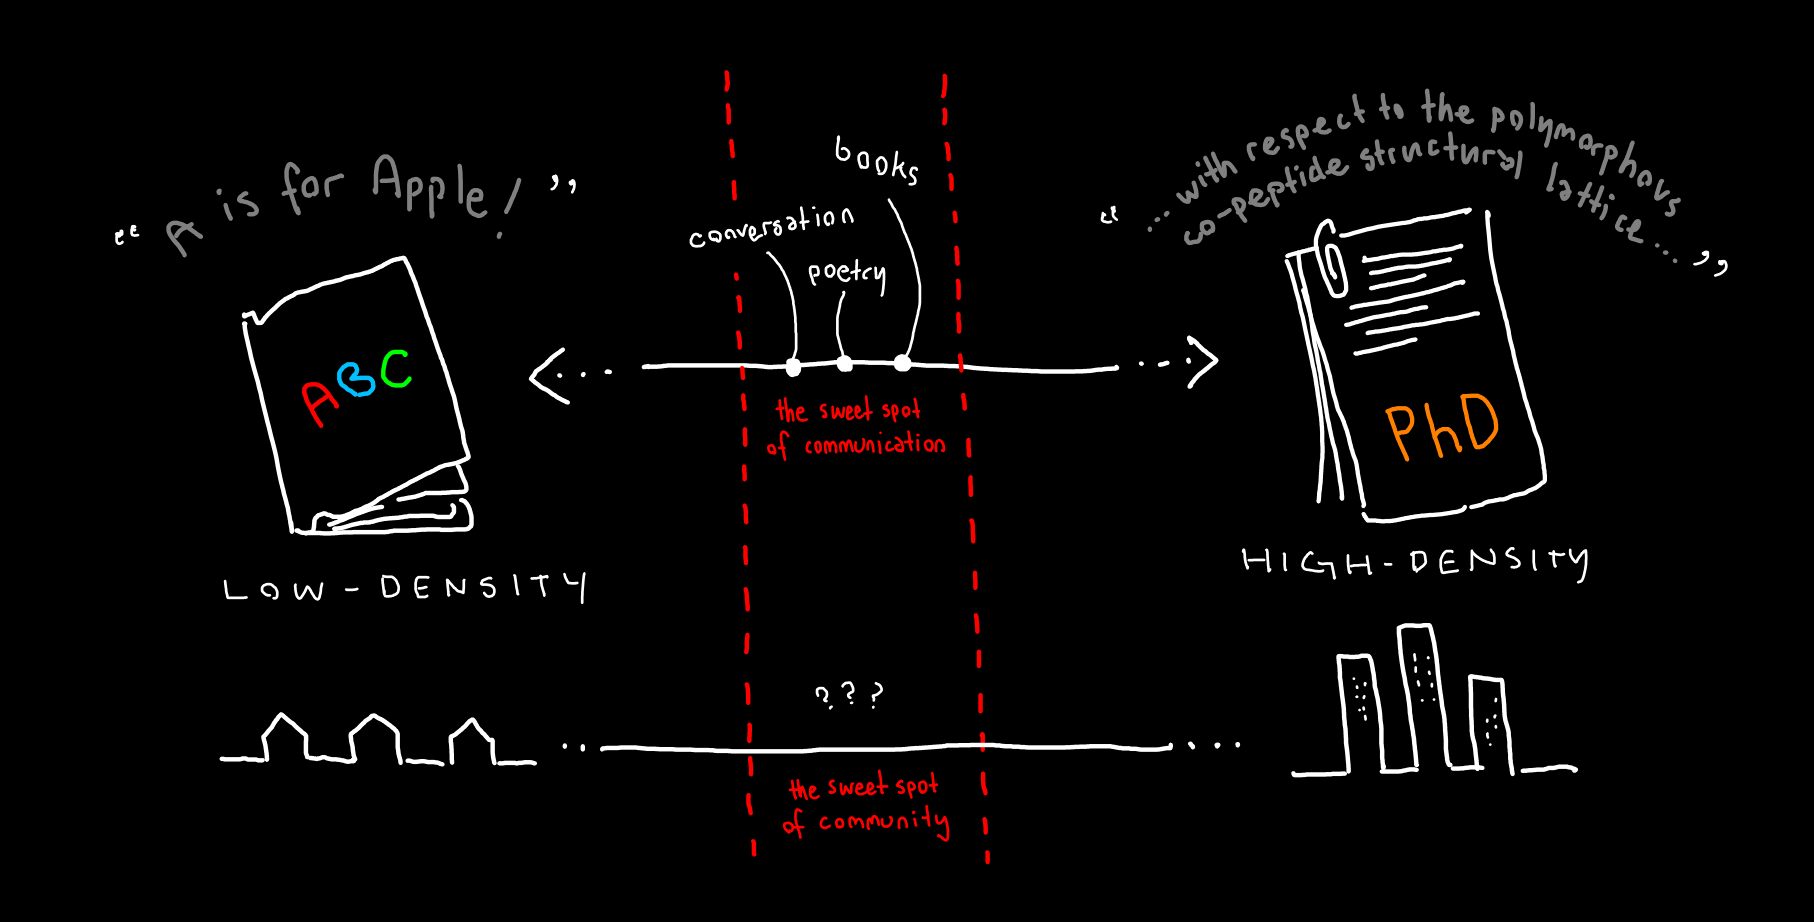 "A is for Apple!"
ABC
LOW-DENSITY
conversation
poetry
books
the sweet spot
of communication
"...with respect to the polymorphous
co-peptide structural lattice..."
PhD
HIGH-DENSITY
???
the sweet spot
of community